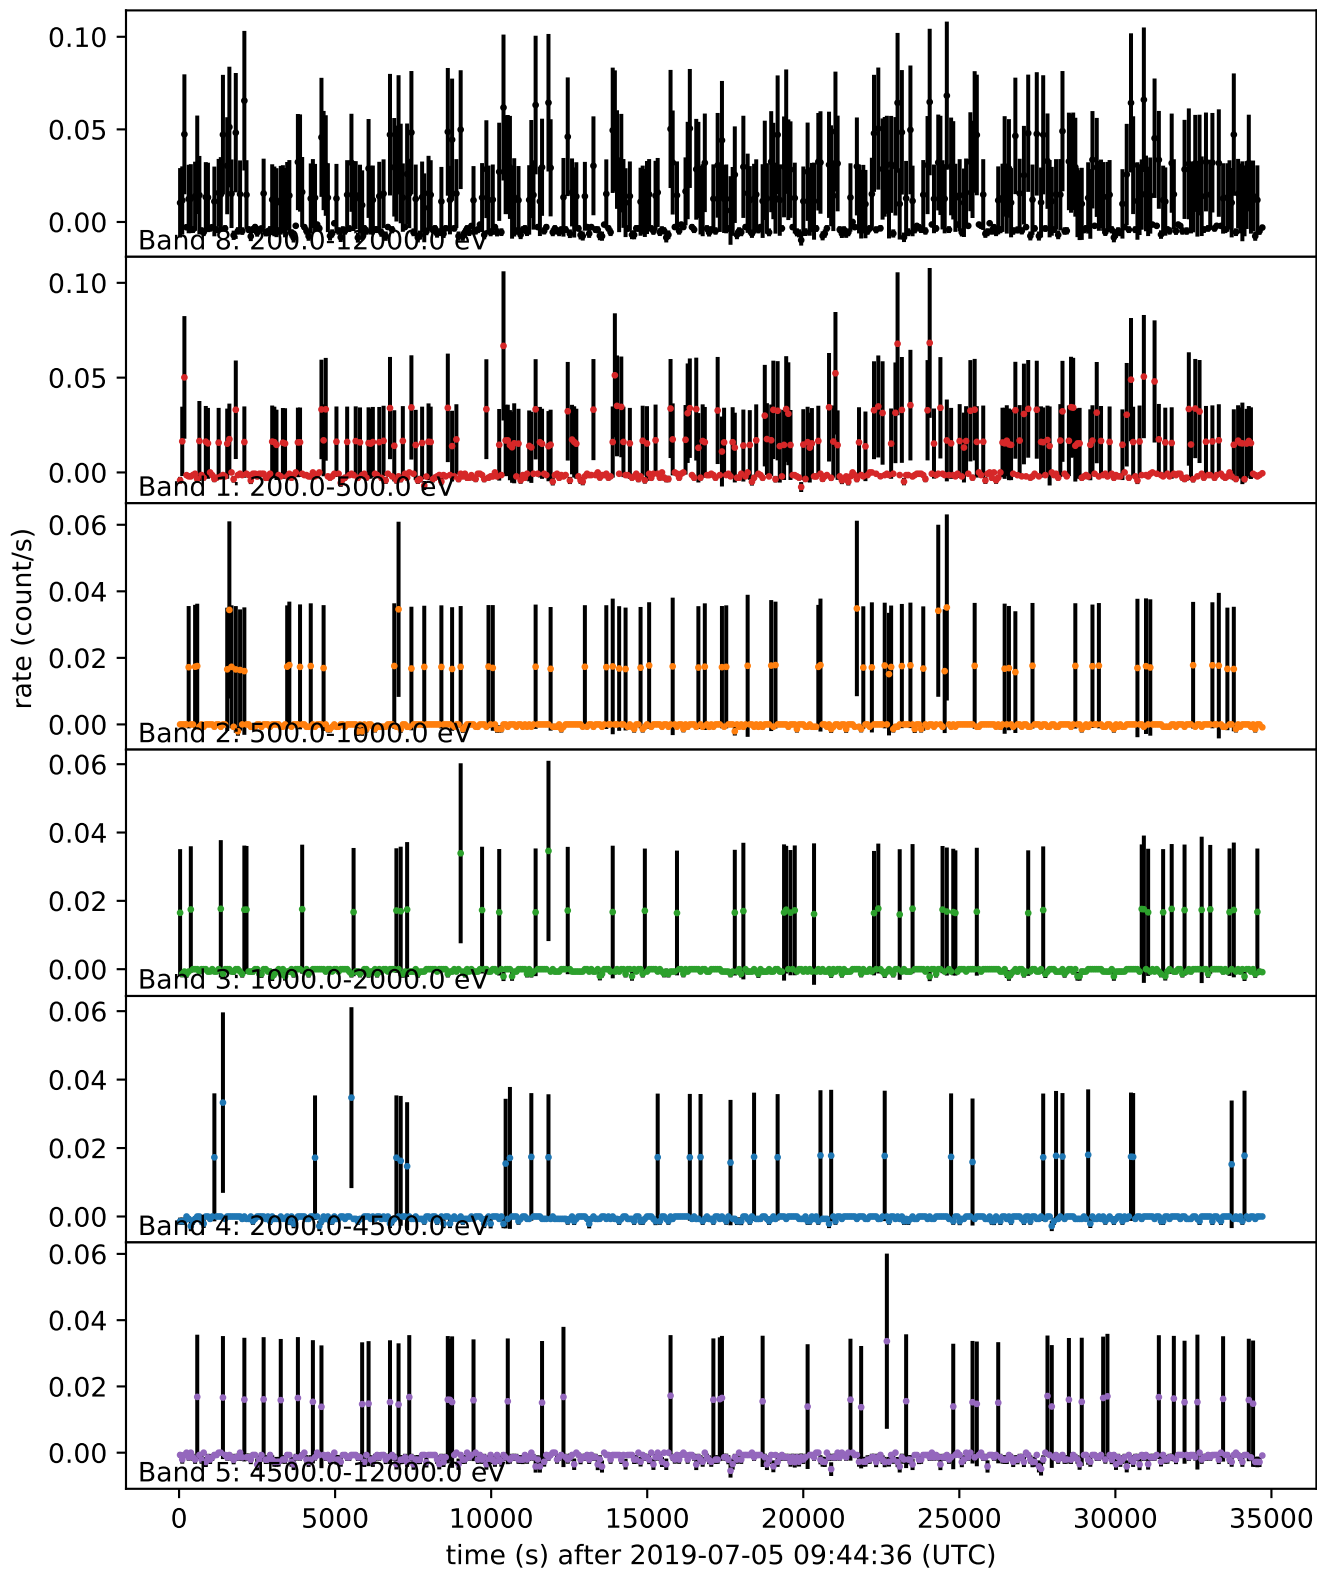 0.10
0.05
0.00
Band 8: 200.0-12000.0 eV
0.10
0.05
0.00
Band 1: 200.0-500.0 eV
rate (count/s)
0.06
0.04
0.02
0.00
Band 2: 500.0-1000.0 eV
0.06
0.04
0.02
0.00
Band 3: 1000.0-2000.0 eV
0.06
0.04
0.02
0.00
Band 4: 2000.0-4500.0 eV
0.06
0.04
0.02
0.00
Band 5: 4500.0-12000.0 eV
0 5000 10000 15000 20000 25000 30000 35000
time (s) after 2019-07-05 09:44:36 (UTC)